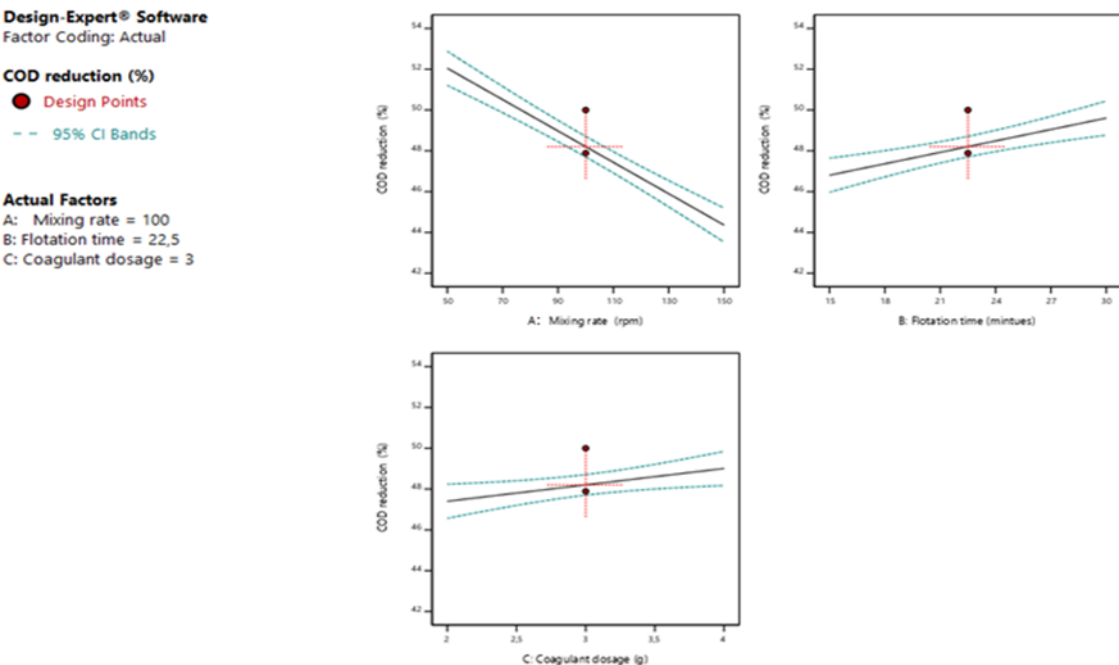 Design-Expert® Software
Factor Coding: Actual
COD reduction (%)
Design Points
95% CI Bands
Actual Factors
A: Mixing rate = 100
B: Flotation time = 22,5
C: Coagulant dosage = 3
54
52
50
48
46
44
42
COD reduction (%)
50 70 90 110 130 150
A: Mixing rate (rpm)
54
52
50
48
46
44
42
COD reduction (%)
15 18 21 24 27 30
B: Flotation time (mintues)
54
52
50
48
46
44
42
COD reduction (%)
2 2,5 3 3,5 4
C: Coagulant dosage (g)